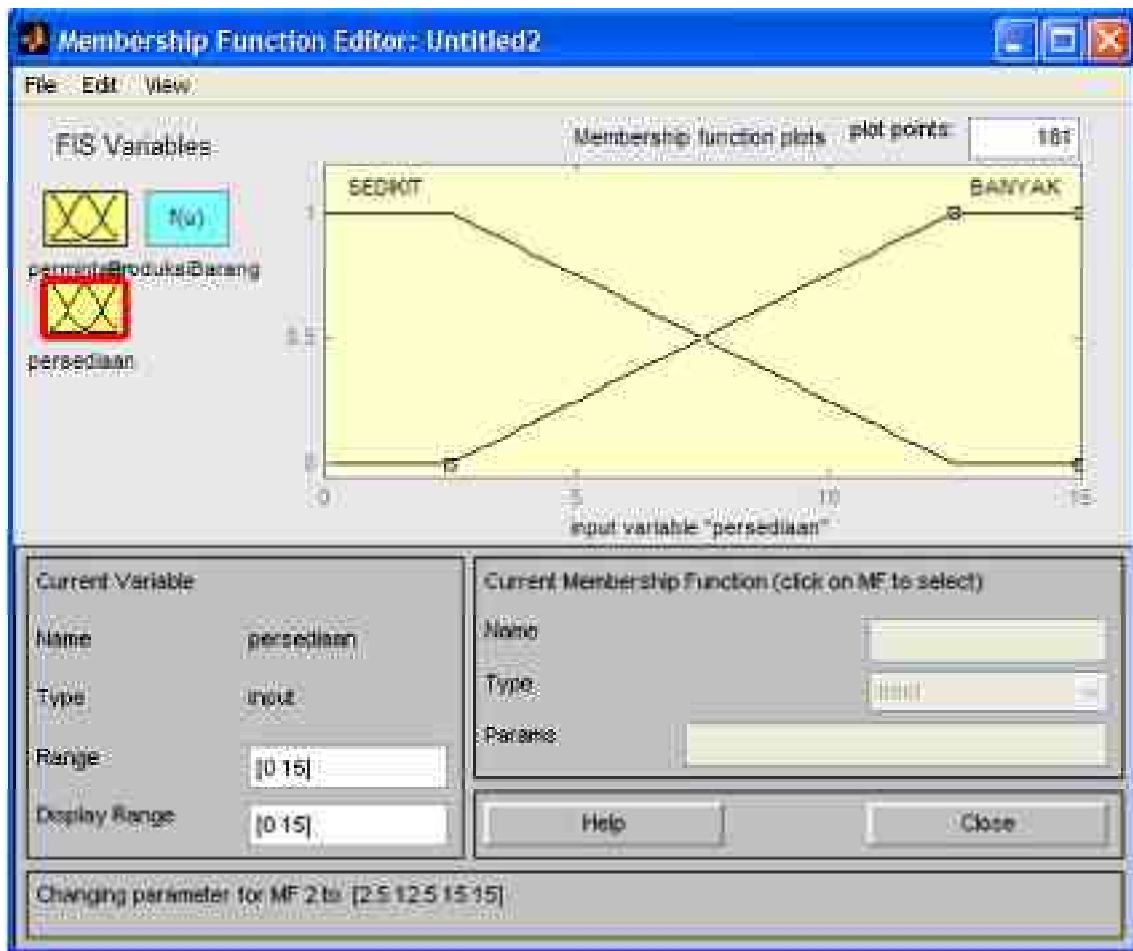 Membership Function Editor: Untitled2
File Edit View
FIS Variables
Membership function plots plot points: 181
f(u)
ProduksiBarang
persediaan
SEDIKIT BANYAK
1
0.5
0
0 5 10 15
input variable "persediaan"
Current Variable
Name persediaan
Type input
Range [0 15]
Display Range [0 15]
Current Membership Function (click on MF to select)
Name
Type
Params
Help Close
Changing parameter for MF 2 to [2.5 12.5 15 15]